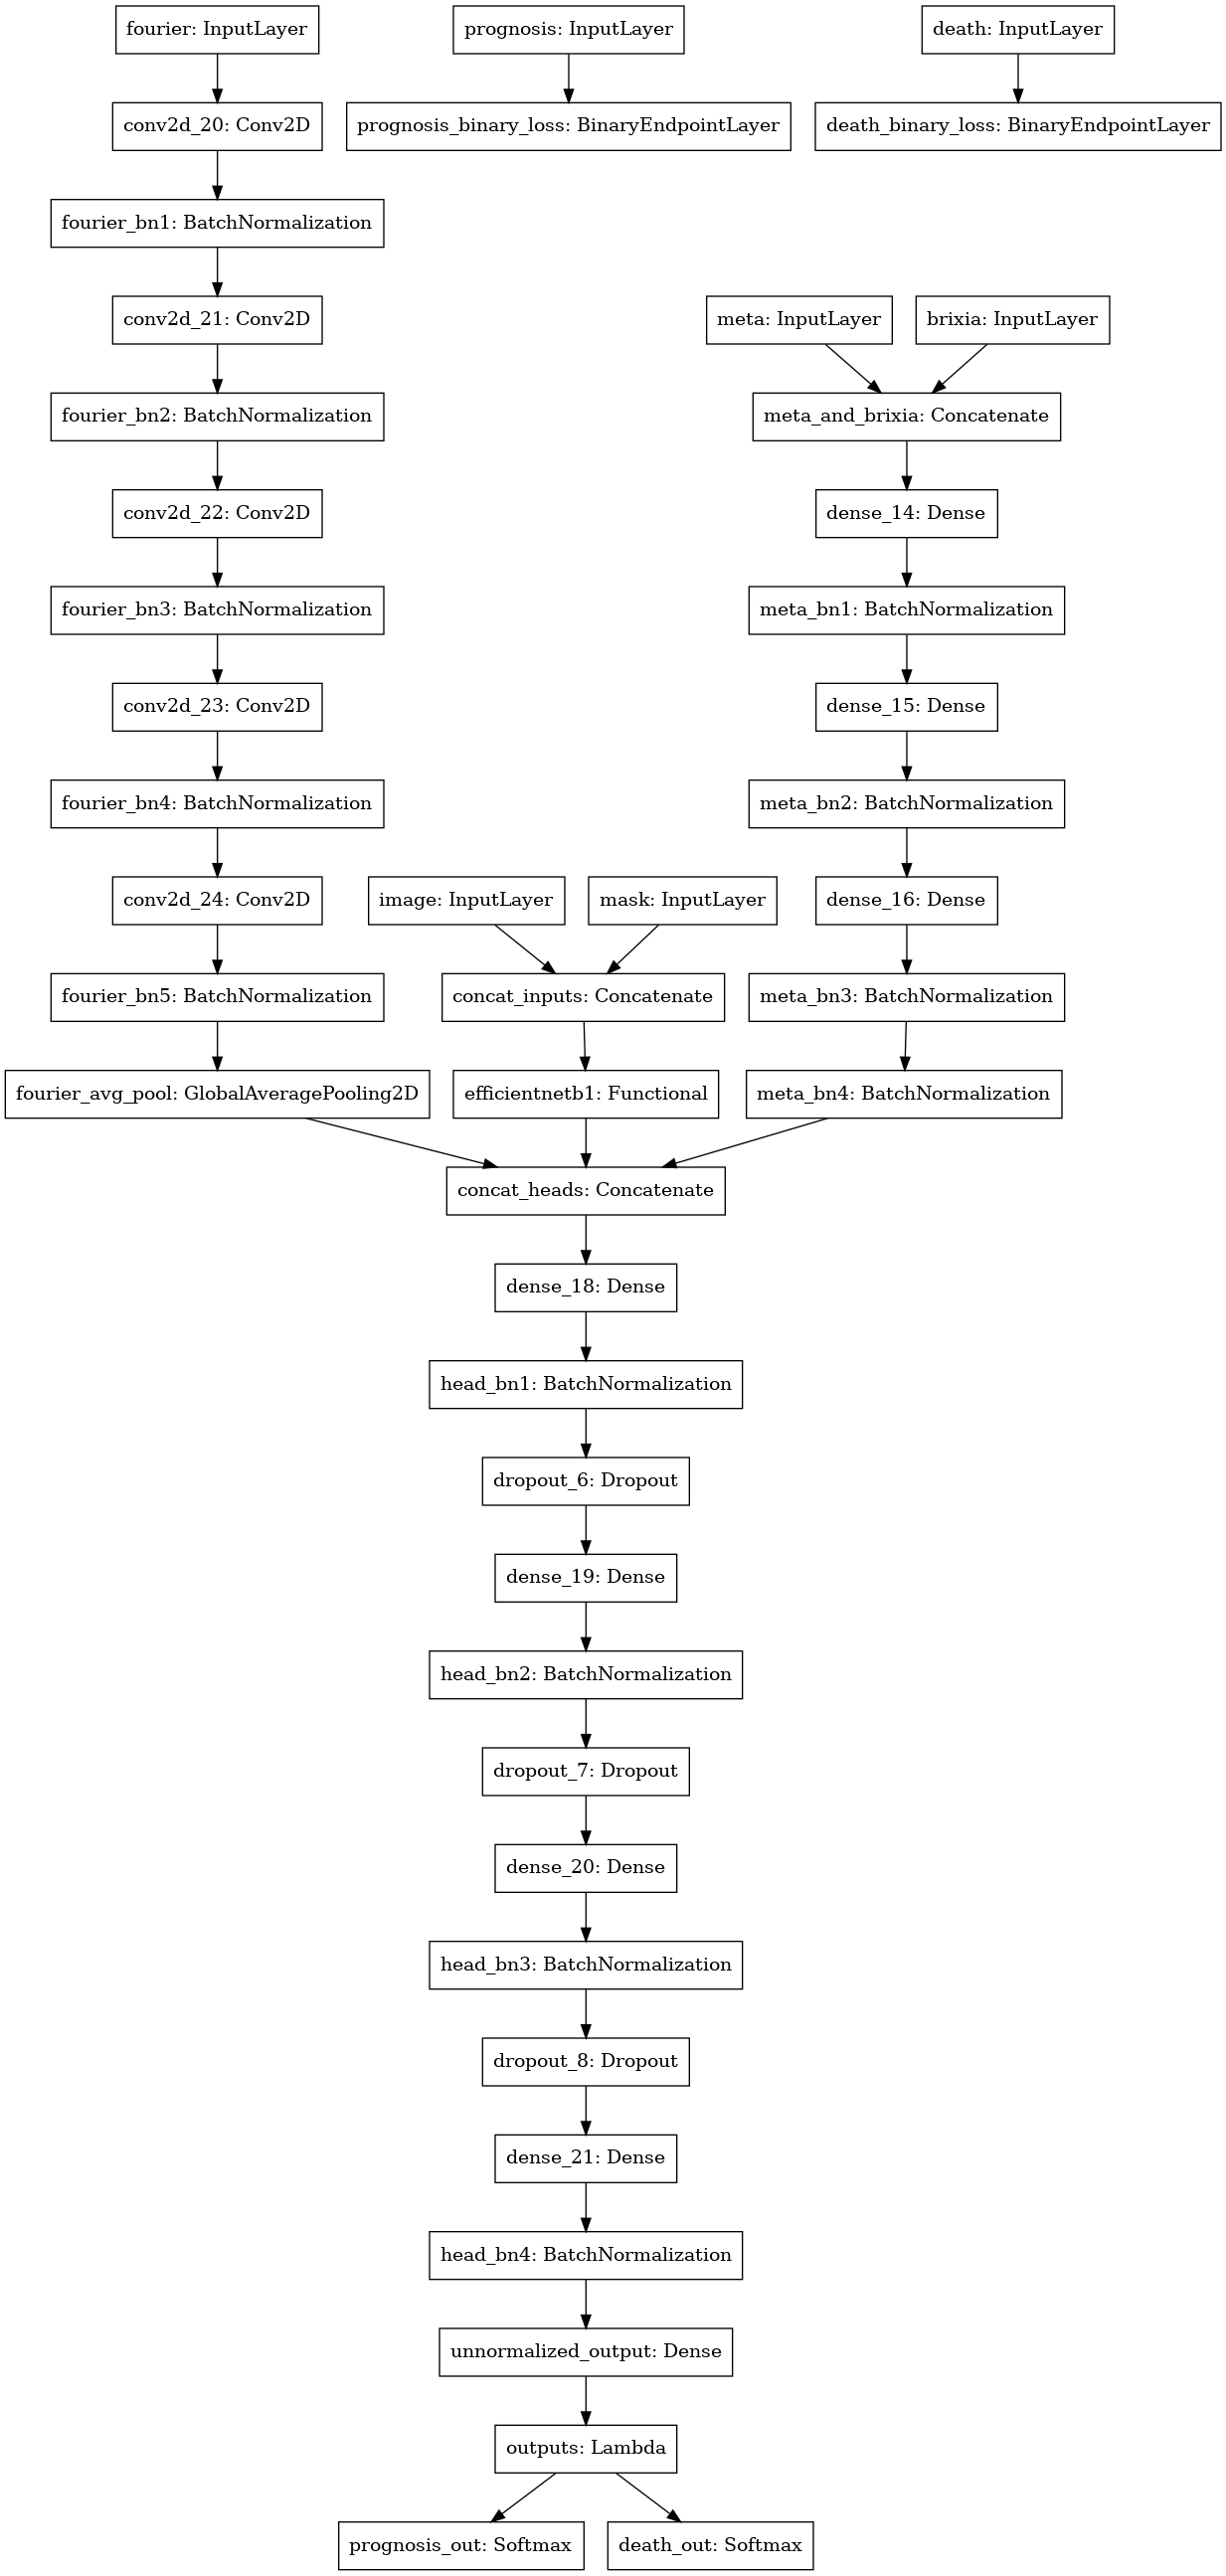 fourier: InputLayer
prognosis: InputLayer
death: InputLayer
conv2d_20: Conv2D
prognosis_binary_loss: BinaryEndpointLayer
death_binary_loss: BinaryEndpointLayer
fourier_bn1: BatchNormalization
conv2d_21: Conv2D
meta: InputLayer
brixia: InputLayer
fourier_bn2: BatchNormalization
meta_and_brixia: Concatenate
conv2d_22: Conv2D
dense_14: Dense
fourier_bn3: BatchNormalization
meta_bn1: BatchNormalization
conv2d_23: Conv2D
dense_15: Dense
fourier_bn4: BatchNormalization
meta_bn2: BatchNormalization
conv2d_24: Conv2D
image: InputLayer
mask: InputLayer
dense_16: Dense
fourier_bn5: BatchNormalization
concat_inputs: Concatenate
meta_bn3: BatchNormalization
fourier_avg_pool: GlobalAveragePooling2D
efficientnetb1: Functional
meta_bn4: BatchNormalization
concat_heads: Concatenate
dense_18: Dense
head_bn1: BatchNormalization
dropout_6: Dropout
dense_19: Dense
head_bn2: BatchNormalization
dropout_7: Dropout
dense_20: Dense
head_bn3: BatchNormalization
dropout_8: Dropout
dense_21: Dense
head_bn4: BatchNormalization
unnormalized_output: Dense
outputs: Lambda
prognosis_out: Softmax
death_out: Softmax